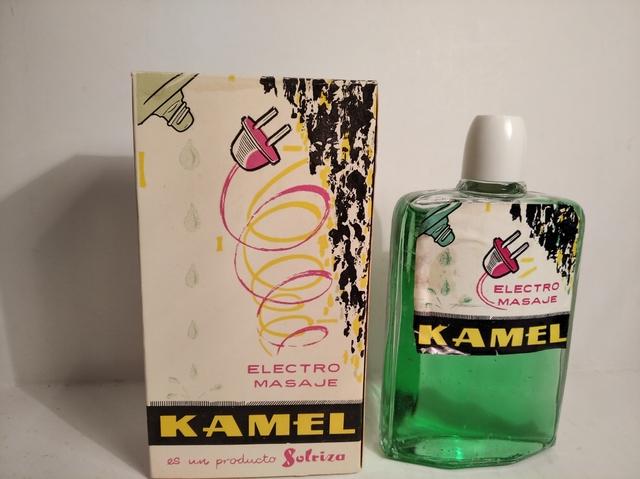 ELECTRO
MASAJE
KAMEL
es un producto Solriza
ELECTRO
MASAJE
KAMEL